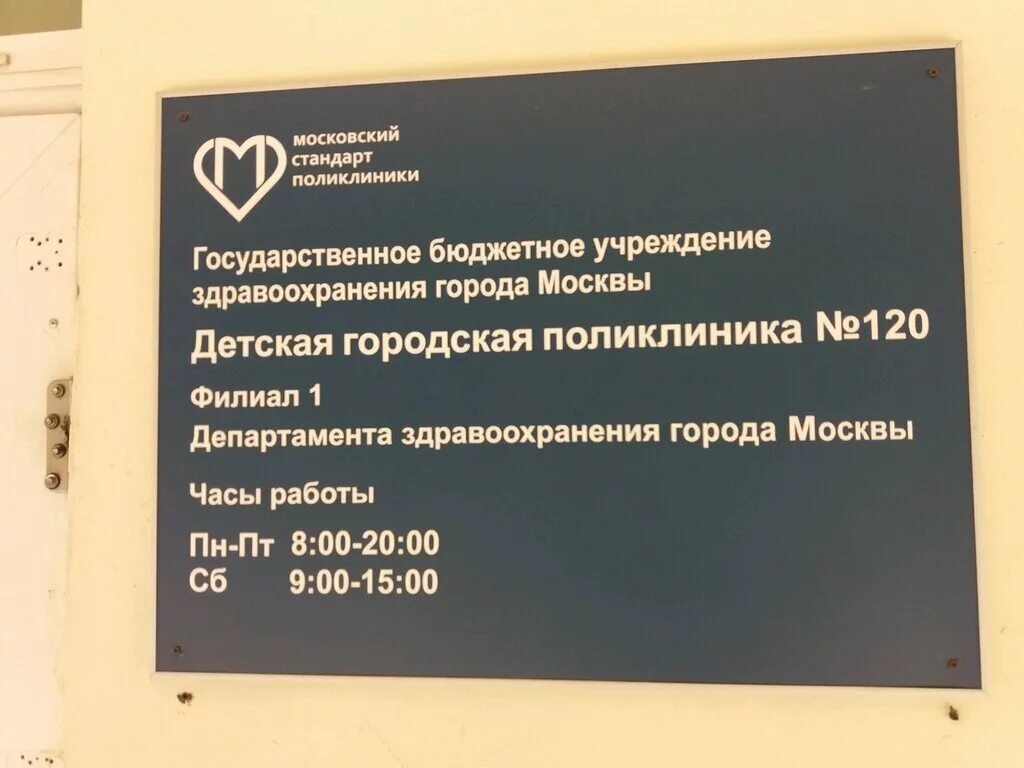 московский
стандарт
поликлиники
Государственное бюджетное учреждение
здравоохранения города Москвы
Детская городская поликлиника №120
Филиал 1
Департамента здравоохранения города Москвы
Часы работы
Пн-Пт 8:00-20:00
Сб 9:00-15:00